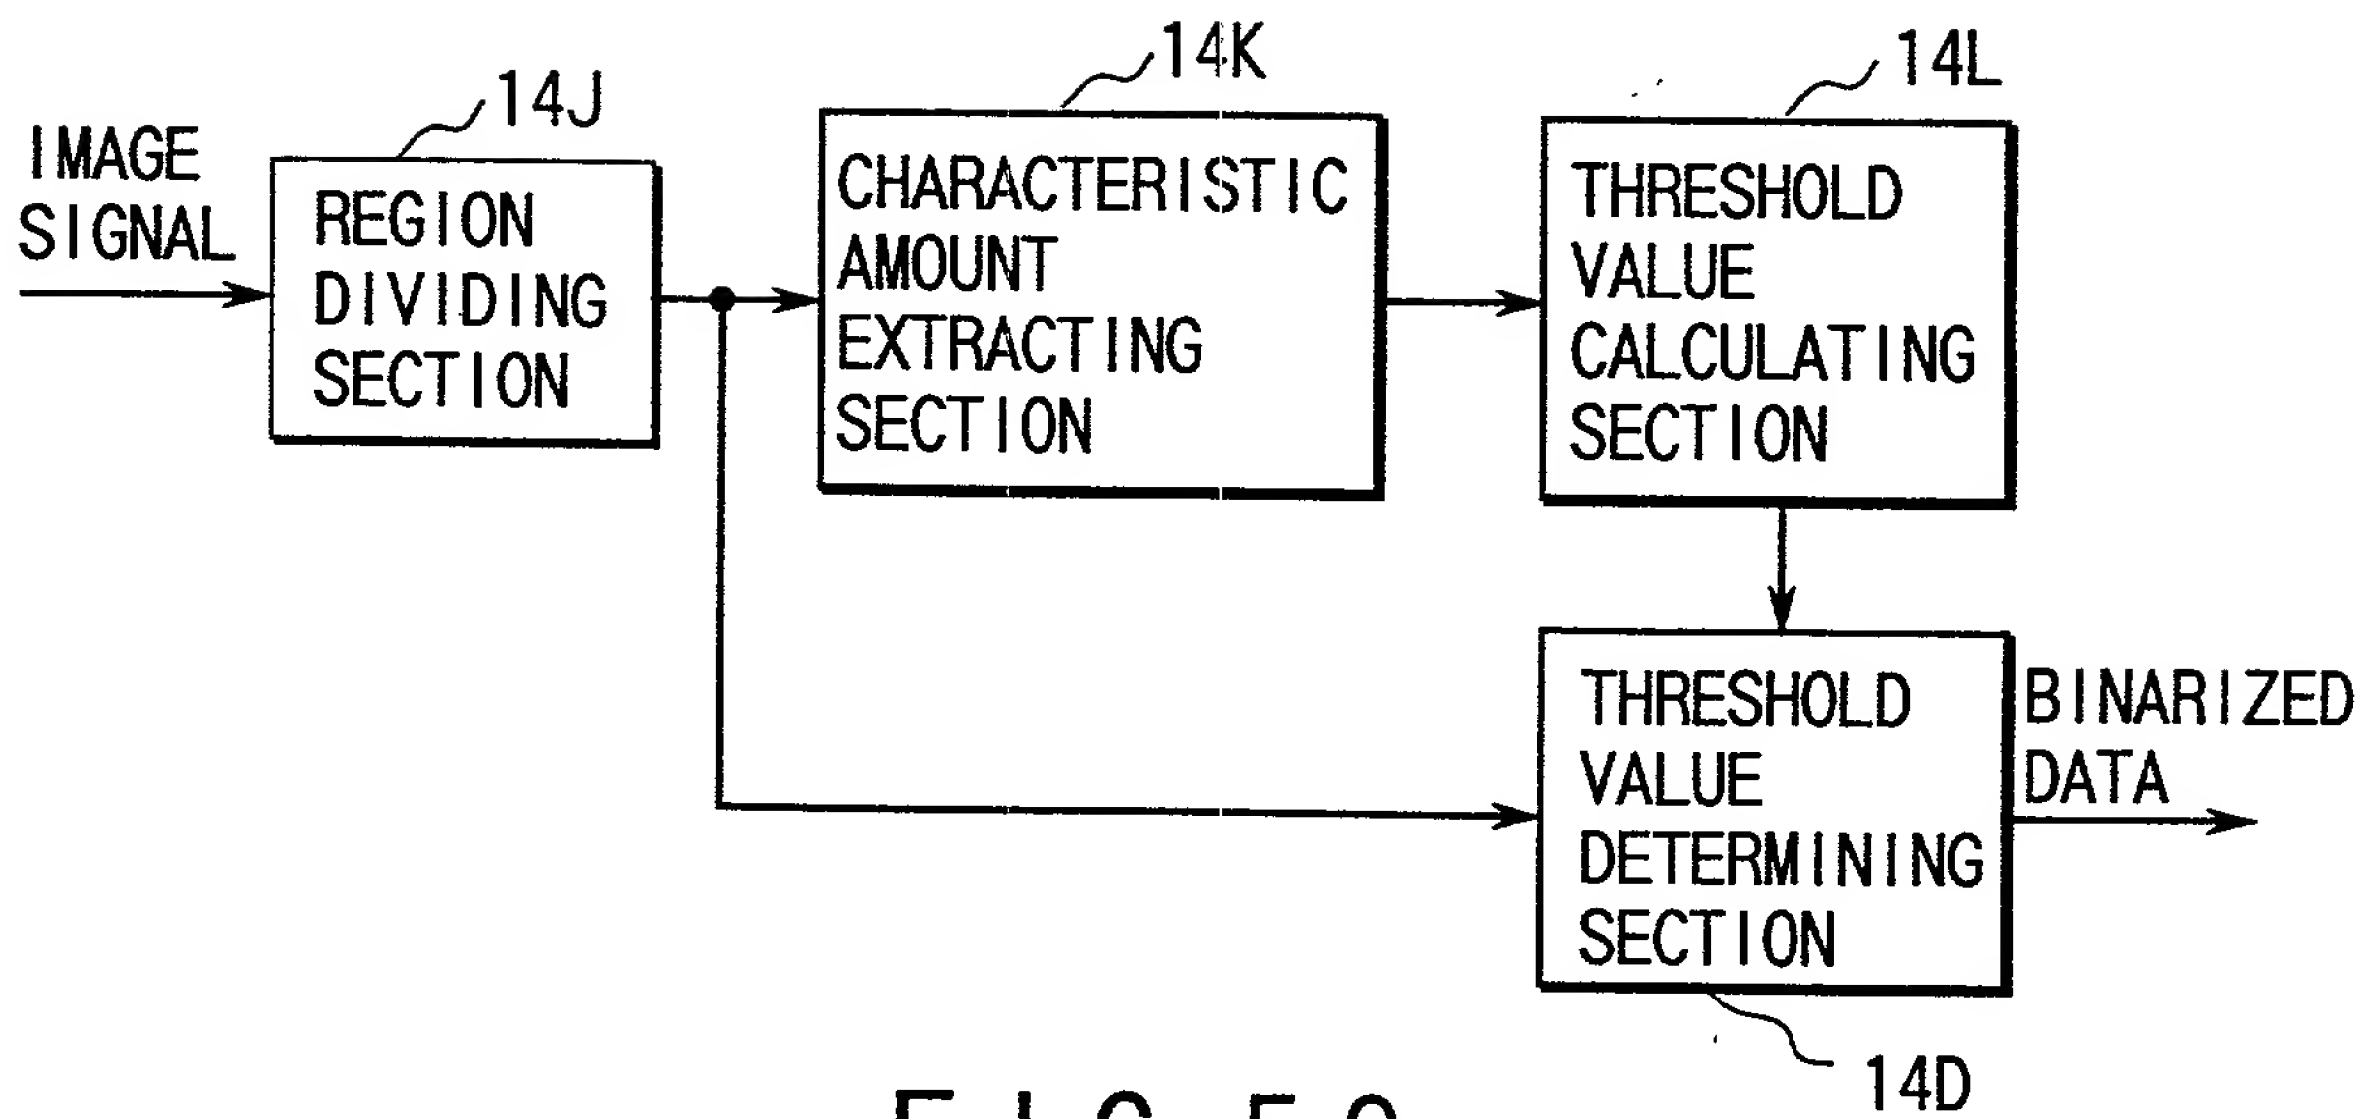 14J
14K
14L
IMAGE
SIGNAL
REGION
DIVIDING
SECTION
CHARACTERISTIC
AMOUNT
EXTRACTING
SECTION
THRESHOLD
VALUE
CALCULATING
SECTION
THRESHOLD
VALUE
DETERMINING
SECTION
BINARIZED
DATA
14D